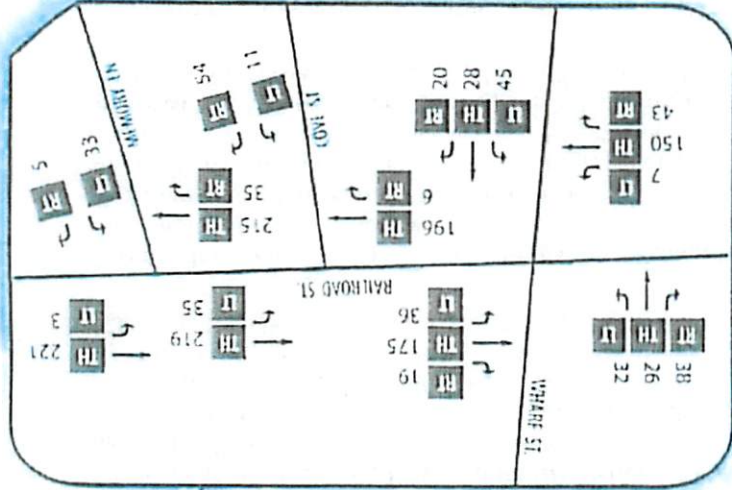 MEMORY LN
COVE ST
RAILROAD ST.
WHARF ST.
RT
5
LT
33
RT
54
LT
11
RT
35
TH
215
RT
6
TH
196
RT
20
TH
28
LT
45
RT
43
TH
150
LT
7
LT
3
TH
221
LT
35
TH
219
LT
36
TH
175
RT
19
LT
32
TH
26
RT
38